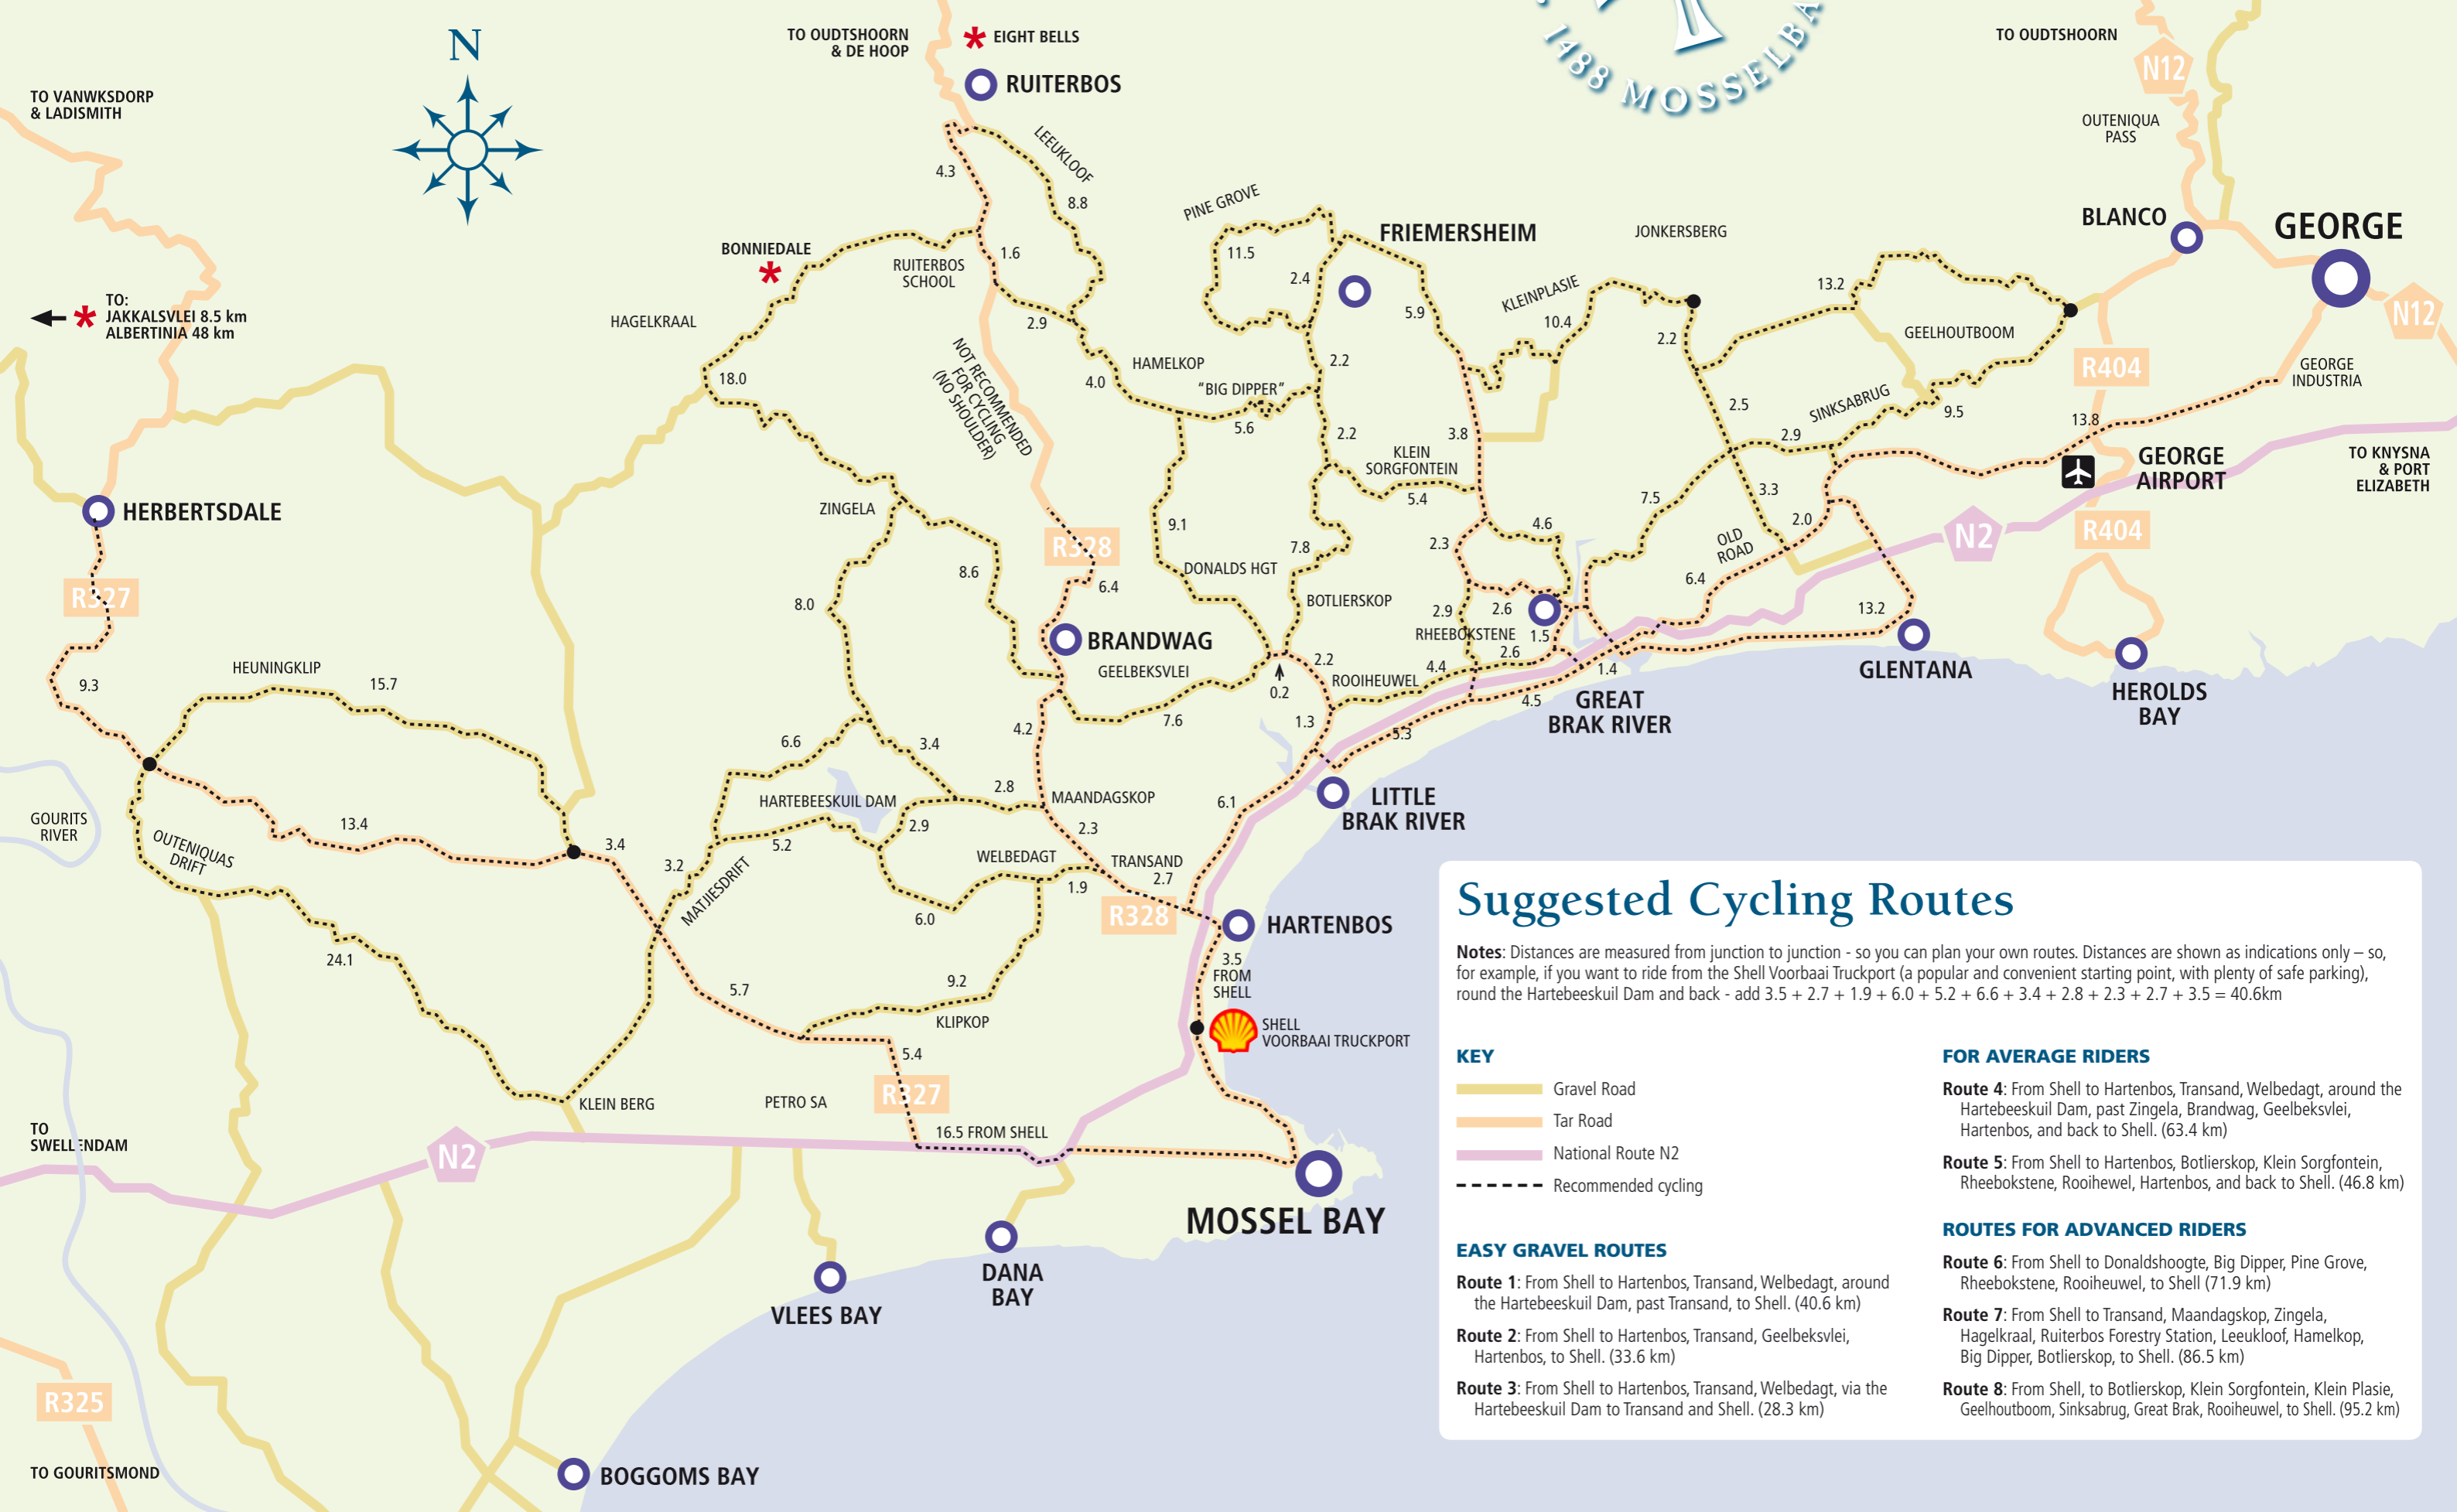 N
TO OUDTSHOORN
& DE HOOP
EIGHT BELLS
RUITERBOS
1488 MOSSELBA
TO OUDTSHOORN
N12
OUTENIQUA
PASS
BLANCO
GEORGE
N12
TO VANWKSDORP
& LADISMITH
TO:
JAKKALSVLEI 8.5 km
ALBERTINIA 48 km
LEEUKLOOF
4.3
8.8
BONNIEDALE
RUITERBOS
SCHOOL
1.6
2.9
HAGELKRAAL
18.0
NOT RECOMMENDED
FOR CYCLING
(NO SHOULDER)
PINE GROVE
11.5
2.4
FRIEMERSHEIM
5.9
JONKERSBERG
KLEINPLASIE
10.4
2.2
13.2
GEELHOUTBOOM
R404
GEORGE
INDUSTRIA
HAMELKOP
4.0
"BIG DIPPER"
5.6
2.2
2.2
3.8
KLEIN
SORGFONTEIN
5.4
2.5
SINKSABRUG
9.5
2.9
13.8
GEORGE
AIRPORT
TO KNYSNA
& PORT
ELIZABETH
HERBERTSDALE
ZINGELA
R328
9.1
7.8
DONALDS HGT
2.3
4.6
7.5
3.3
2.0
OLD
ROAD
N2
R404
R327
8.6
8.0
6.4
BRANDWAG
GEELBEKSVLEI
BOTLIERSKOP
2.9
2.6
RHEEBOKSTENE
1.5
2.6
6.4
13.2
GLENTANA
HEROLDS
BAY
9.3
HEUNINGKLIP
15.7
0.2
2.2
ROOIHEUWEL
4.4
1.4
4.5
GREAT
BRAK RIVER
7.6
4.2
1.3
5.3
6.6
3.4
2.8
HARTEBEESKUIL DAM
MAANDAGSKOP
6.1
LITTLE
BRAK RIVER
GOURITS
RIVER
OUTENIQUAS
DRIFT
13.4
3.4
3.2
MATJIESDRIFT
5.2
2.9
2.3
WELBEDAGT
TRANSAND
2.7
1.9
6.0
R328
HARTENBOS
24.1
5.7
9.2
KLIPKOP
3.5
FROM
SHELL
SHELL
VOORBAAI TRUCKPORT
5.4
R327
KLEIN BERG
PETRO SA
16.5 FROM SHELL
TO
SWELLENDAM
N2
MOSSEL BAY
DANA
BAY
VLEES BAY
R325
TO GOURITSMOND
BOGGOMS BAY
Suggested Cycling Routes
Notes: Distances are measured from junction to junction - so you can plan your own routes. Distances are shown as indications only – so,
for example, if you want to ride from the Shell Voorbaai Truckport (a popular and convenient starting point, with plenty of safe parking),
round the Hartebeeskuil Dam and back - add 3.5 + 2.7 + 1.9 + 6.0 + 5.2 + 6.6 + 3.4 + 2.8 + 2.3 + 2.7 + 3.5 = 40.6km
KEY
Gravel Road
Tar Road
National Route N2
Recommended cycling
EASY GRAVEL ROUTES
Route 1: From Shell to Hartenbos, Transand, Welbedagt, around
the Hartebeeskuil Dam, past Transand, to Shell. (40.6 km)
Route 2: From Shell to Hartenbos, Transand, Geelbeksvlei,
Hartenbos, to Shell. (33.6 km)
Route 3: From Shell to Hartenbos, Transand, Welbedagt, via the
Hartebeeskuil Dam to Transand and Shell. (28.3 km)
FOR AVERAGE RIDERS
Route 4: From Shell to Hartenbos, Transand, Welbedagt, around the
Hartebeeskuil Dam, past Zingela, Brandwag, Geelbeksvlei,
Hartenbos, and back to Shell. (63.4 km)
Route 5: From Shell to Hartenbos, Botlierskop, Klein Sorgfontein,
Rheebokstene, Rooihewel, Hartenbos, and back to Shell. (46.8 km)
ROUTES FOR ADVANCED RIDERS
Route 6: From Shell to Donaldshoogte, Big Dipper, Pine Grove,
Rheebokstene, Rooiheuwel, to Shell (71.9 km)
Route 7: From Shell to Transand, Maandagskop, Zingela,
Hagelkraal, Ruiterbos Forestry Station, Leeukloof, Hamelkop,
Big Dipper, Botlierskop, to Shell. (86.5 km)
Route 8: From Shell, to Botlierskop, Klein Sorgfontein, Klein Plasie,
Geelhoutboom, Sinksabrug, Great Brak, Rooiheuwel, to Shell. (95.2 km)